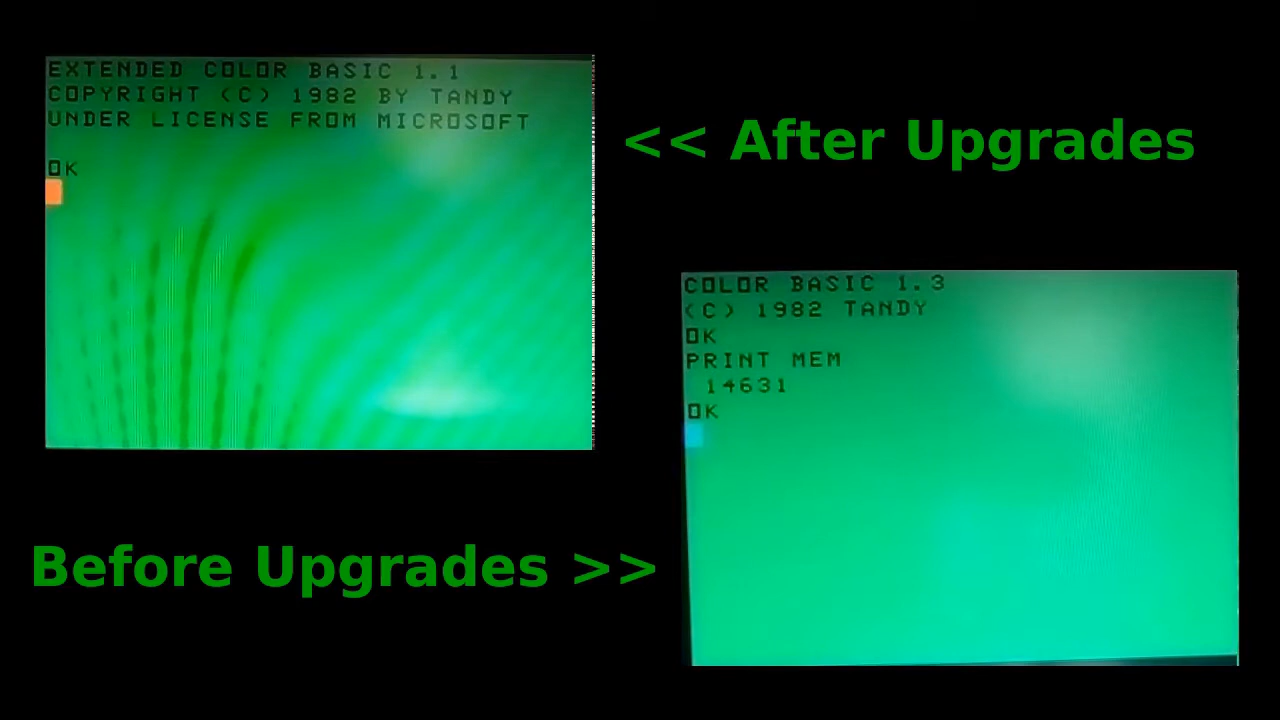 EXTENDED COLOR BASIC 1.1
COPYRIGHT (C) 1982 BY TANDY
UNDER LICENSE FROM MICROSOFT
OK
<< After Upgrades
COLOR BASIC 1.3
(C) 1982 TANDY
OK
PRINT MEM
14631
OK
Before Upgrades >>